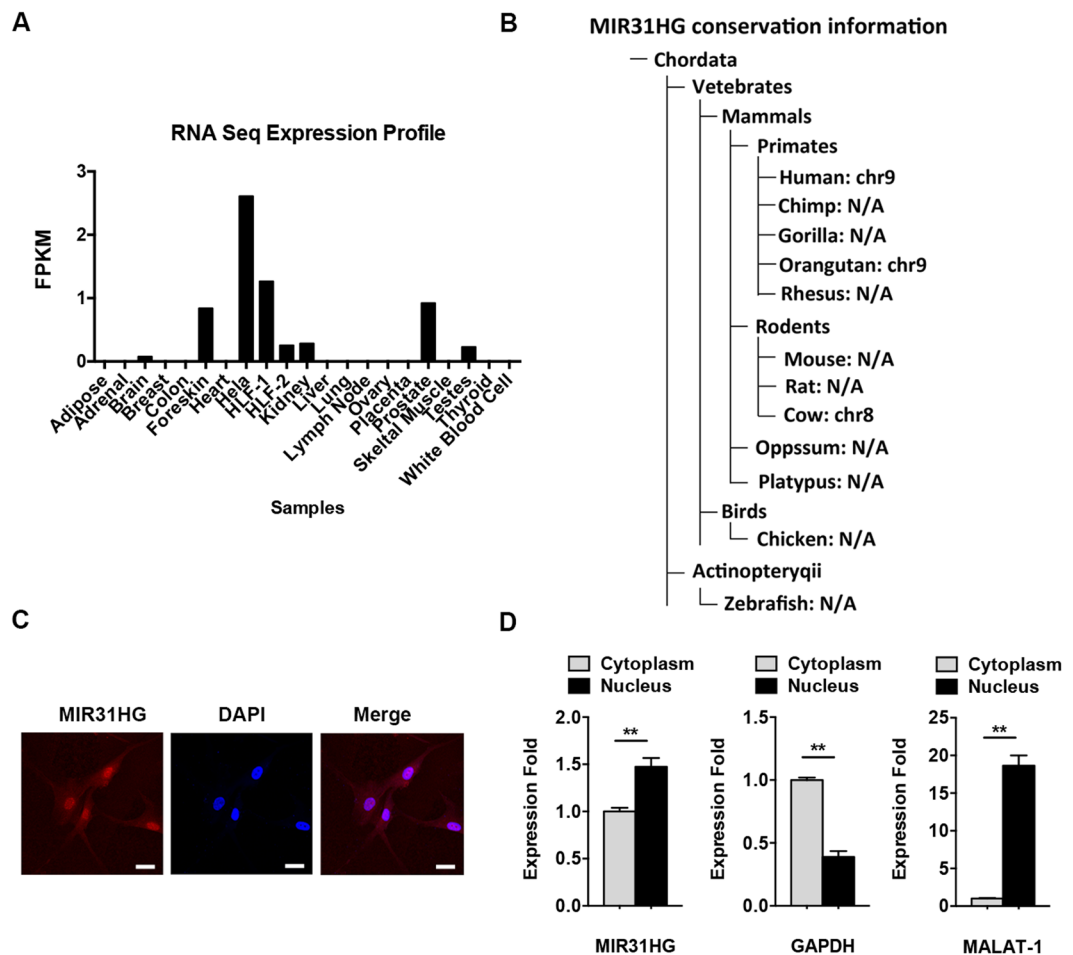 A
RNA Seq Expression Profile
FPKM
3
2
1
0
Adipose
Adrenal
Brain
Breast
Colon
Foreskin
Heart
Hela
HLF-1
HLF-2
Kidney
Liver
Lung
Lymph Node
Ovary
Placenta
Prostate
Skeltal Muscle
Testes
Thyroid
White Blood Cell
Samples
B
MIR31HG conservation information
Chordata
Vetebrates
Mammals
Primates
Human: chr9
Chimp: N/A
Gorilla: N/A
Orangutan: chr9
Rhesus: N/A
Rodents
Mouse: N/A
Rat: N/A
Cow: chr8
Oppssum: N/A
Platypus: N/A
Birds
Chicken: N/A
Actinopteryqii
Zebrafish: N/A
C
MIR31HG DAPI Merge
D
Cytoplasm
Nucleus
Expression Fold
2.0
1.5
1.0
0.5
0.0
**
MIR31HG
Cytoplasm
Nucleus
Expression Fold
1.5
1.0
0.5
0.0
**
GAPDH
Cytoplasm
Nucleus
Expression Fold
25
20
15
10
5
0
**
MALAT-1